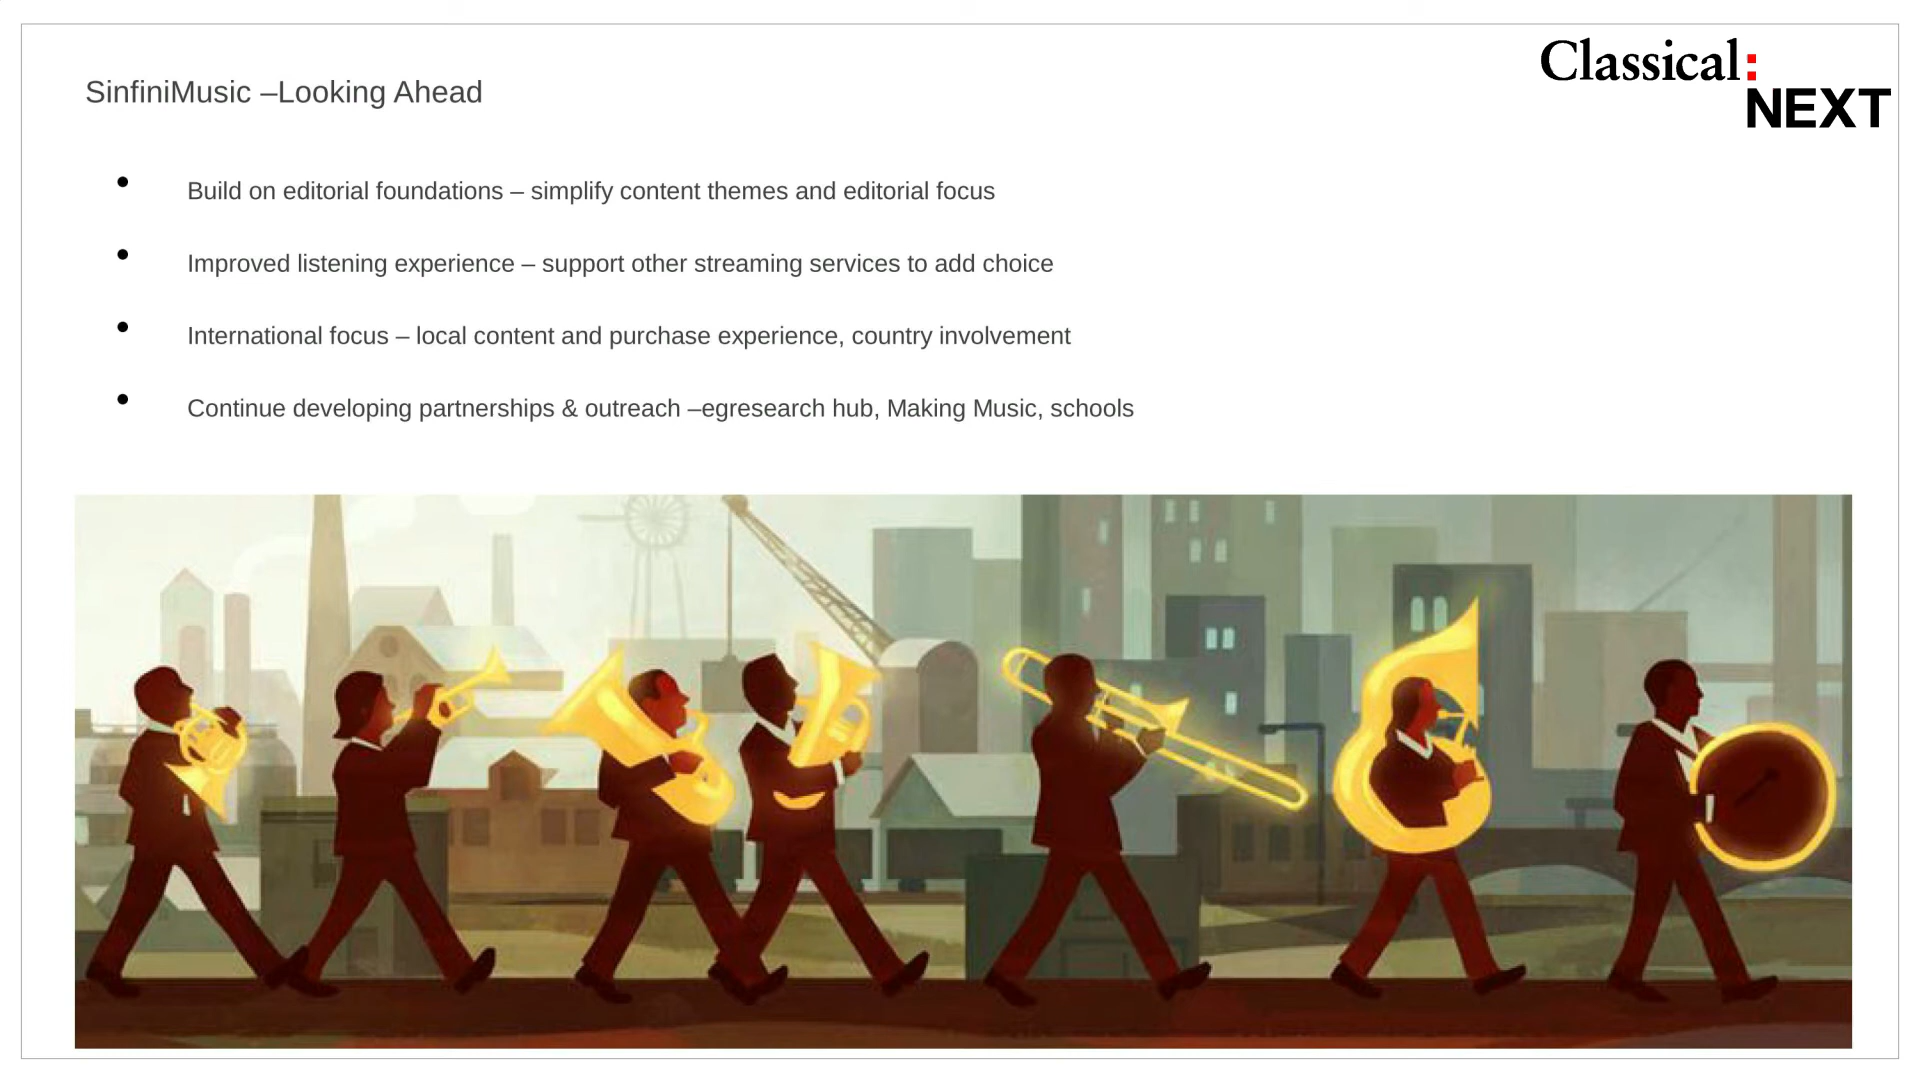 SinfiniMusic –Looking Ahead
Classical:
NEXT
• Build on editorial foundations – simplify content themes and editorial focus
• Improved listening experience – support other streaming services to add choice
• International focus – local content and purchase experience, country involvement
• Continue developing partnerships & outreach –egresearch hub, Making Music, schools